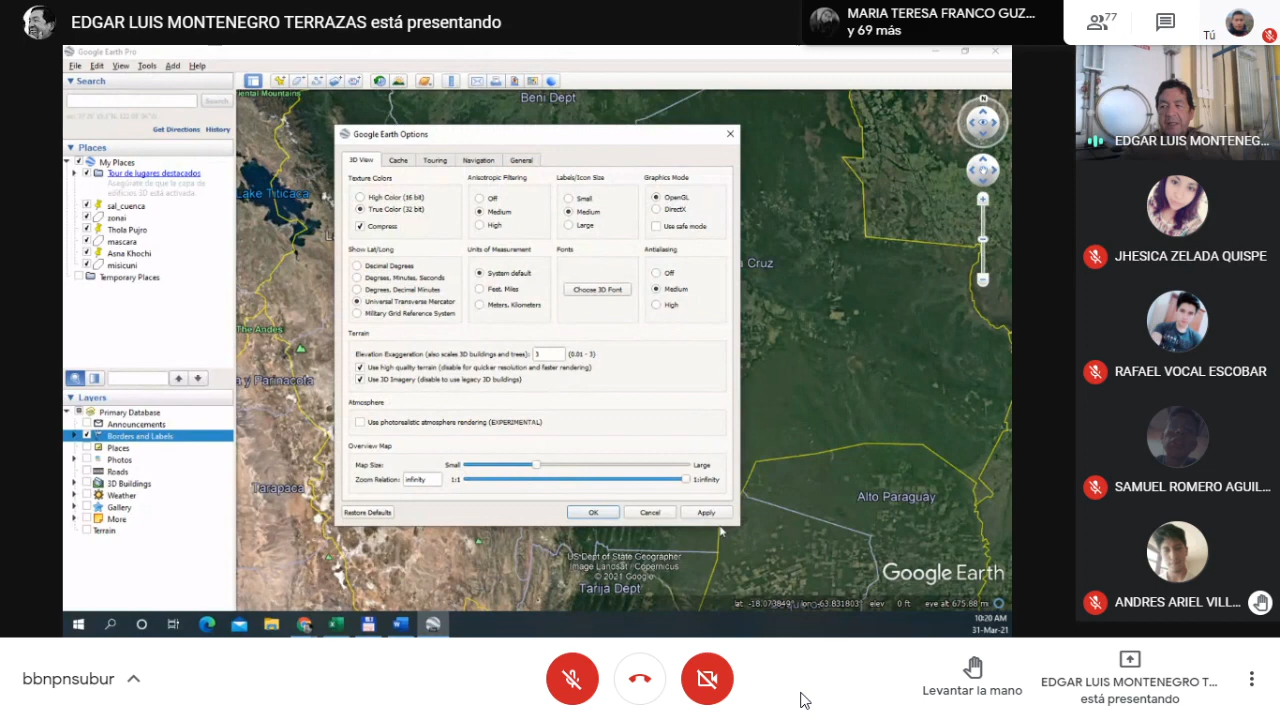 EDGAR LUIS MONTENEGRO TERRAZAS está presentando
MARIA TERESA FRANCO GUZ...
y 69 más
77
Tú
Google Earth Pro
File Edit View Tools Add Help
Search
Search
Get Directions History
Places
My Places
Tour de lugares destacados
Asegúrate de que la capa de
edificios 3D está activada
sal_cuenca
zonai
Thola Pujro
mascara
Asna Khochi
misicuni
Temporary Places
Layers
Primary Database
Announcements
Borders and Labels
Places
Photos
Roads
3D Buildings
Weather
Gallery
More
Terrain
iental Mountains
Beni Dept
Lake Titicaca
Cruz
The Andes
y Parinacota
Tarapaca
Alto Paraguay
Tarija Dept
US Dept of State Geographer
Image Landsat / Copernicus
© 2021 Google
Google Earth
N
elev 0 ft eye at 675.88 m
Google Earth Options
3D View Cache Touring Navigation General
Texture Colors
High Color (16 bit)
True Color (32 bit)
Compress
Anisotropic Filtering
Off
Medium
High
Labels/Icon Size
Small
Medium
Large
Graphics Mode
OpenGL
DirectX
Use safe mode
Show Lat/Long
Decimal Degrees
Degrees, Minutes, Seconds
Degrees, Decimal Minutes
Universal Transverse Mercator
Military Grid Reference System
Units of Measurement
System default
Feet, Miles
Meters, Kilometers
Fonts
Choose 3D Font
Antialiasing
Off
Medium
High
Terrain
Elevation Exaggeration (also scales 3D buildings and trees): 3 (0.01 - 3)
Use high quality terrain (disable for quicker resolution and faster rendering)
Use 3D Imagery (disable to use legacy 3D buildings)
Atmosphere
Use photorealistic atmosphere rendering (EXPERIMENTAL)
Overview Map
Map Size: Small Large
Zoom Relation: infinity 1:1 1:infinity
Restore Defaults OK Cancel Apply
10:20 AM
31-Mar-21
EDGAR LUIS MONTENEG...
JHESICA ZELADA QUISPE
RAFAEL VOCAL ESCOBAR
SAMUEL ROMERO AGUIL...
ANDRES ARIEL VILL...
bbnpnsubur
Levantar la mano
EDGAR LUIS MONTENEGRO T...
está presentando